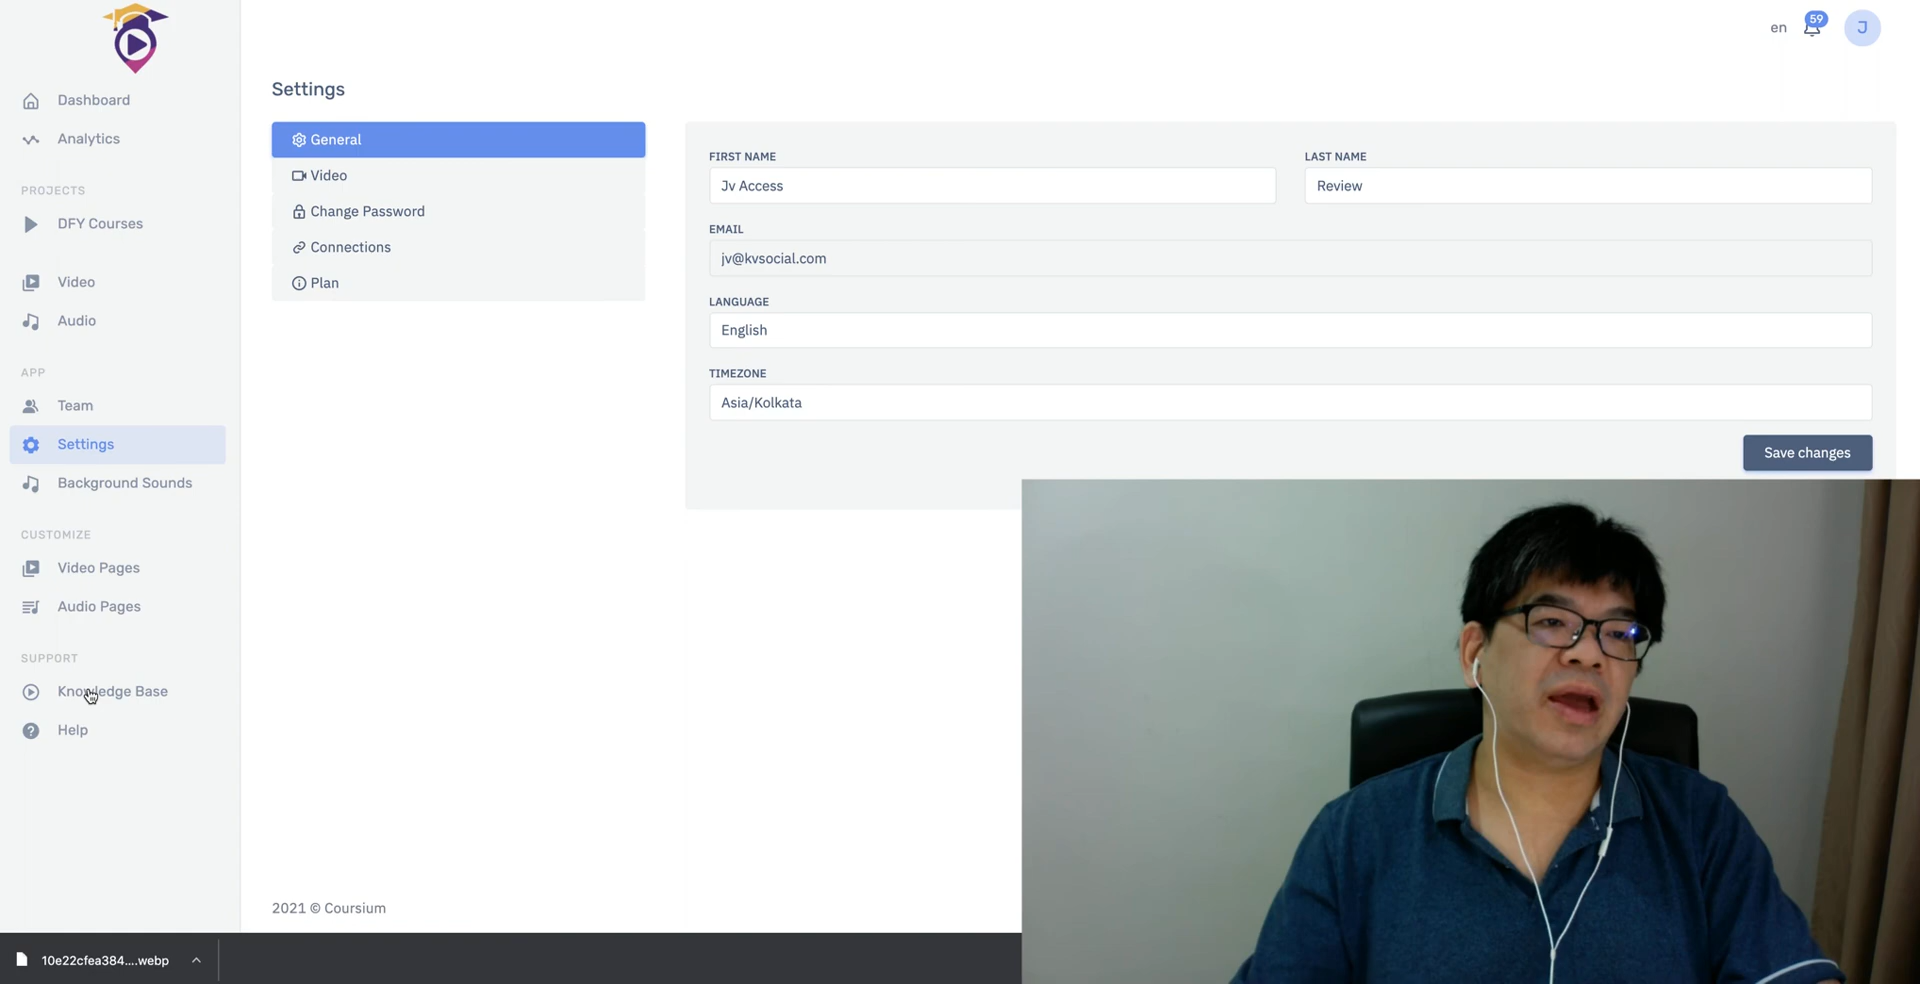 en
59
J
Dashboard
Analytics
PROJECTS
DFY Courses
Video
Audio
APP
Team
Settings
Background Sounds
CUSTOMIZE
Video Pages
Audio Pages
SUPPORT
Knowledge Base
Help
Settings
General
Video
Change Password
Connections
Plan
FIRST NAME
LAST NAME
Jv Access
Review
EMAIL
jv@kvsocial.com
LANGUAGE
English
TIMEZONE
Asia/Kolkata
Save changes
2021 © Coursium
10e22cfea384....webp